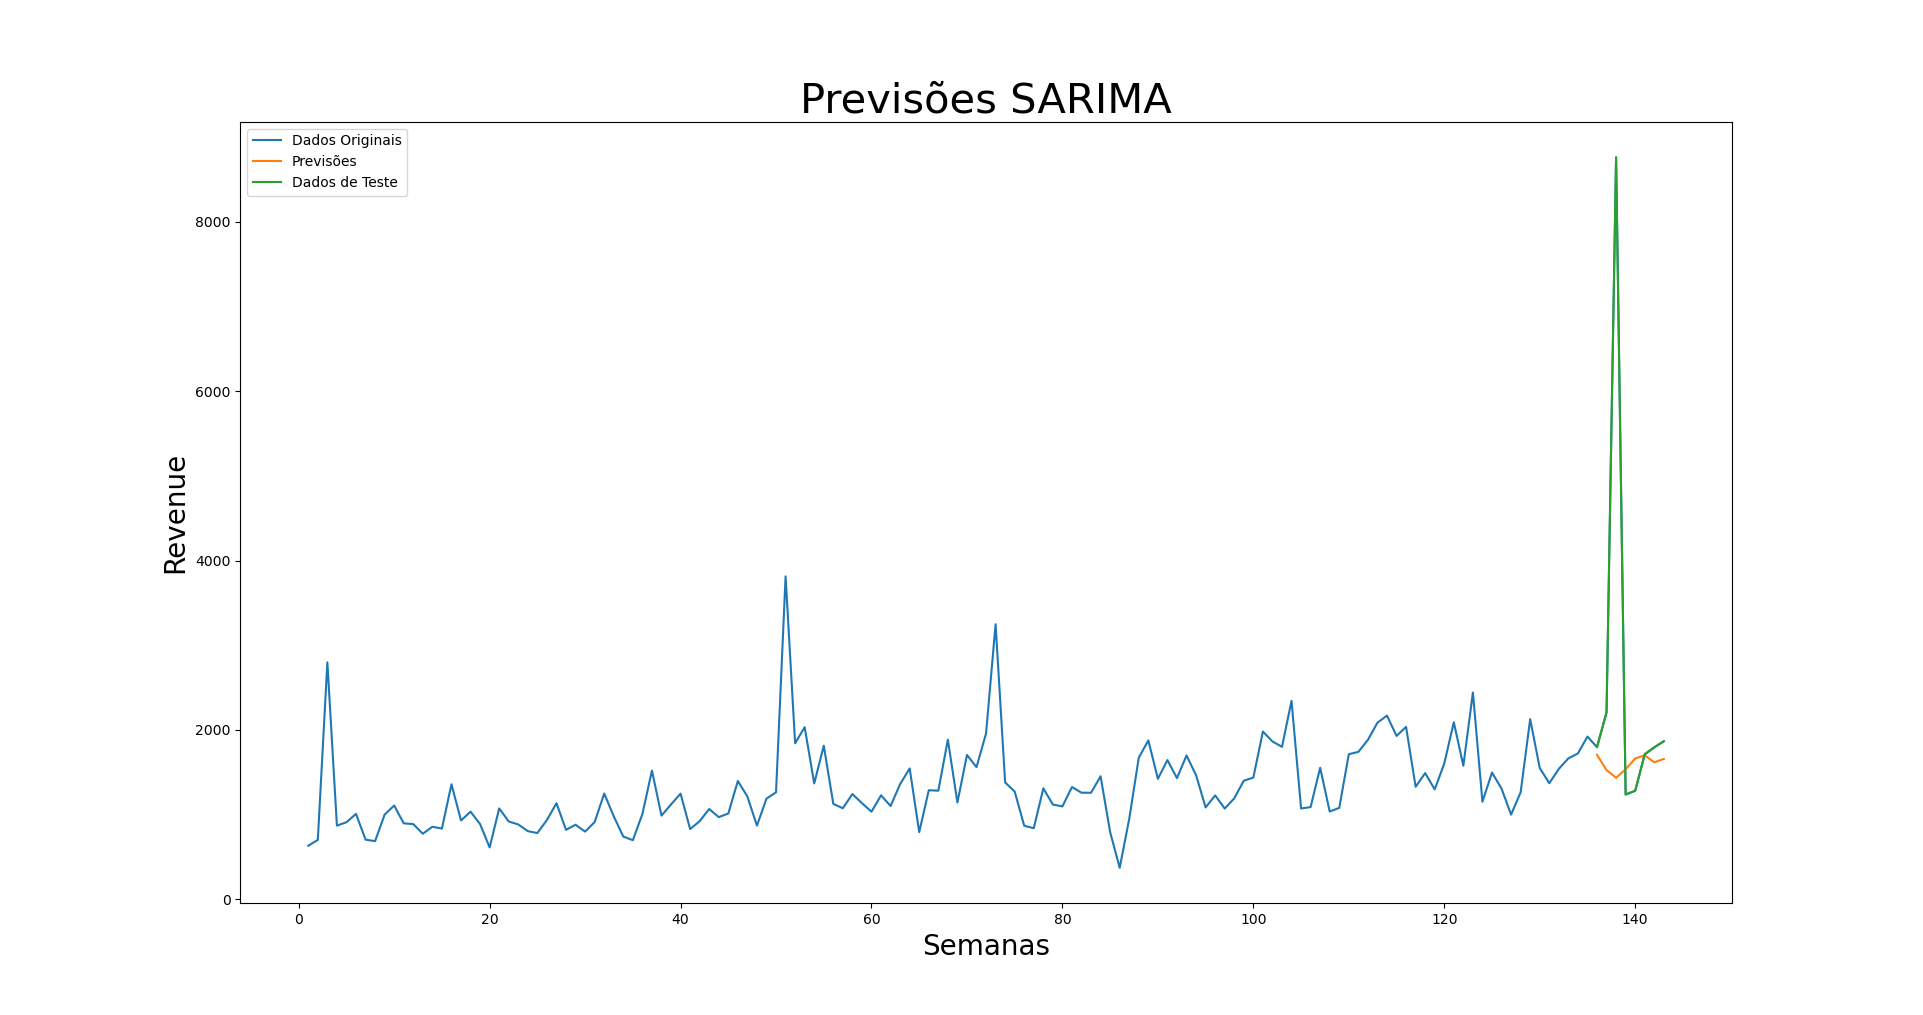 Previsões SARIMA
Dados Originais
Previsões
Dados de Teste
Revenue
8000
6000
4000
2000
0
0 20 40 60 80 100 120 140
Semanas